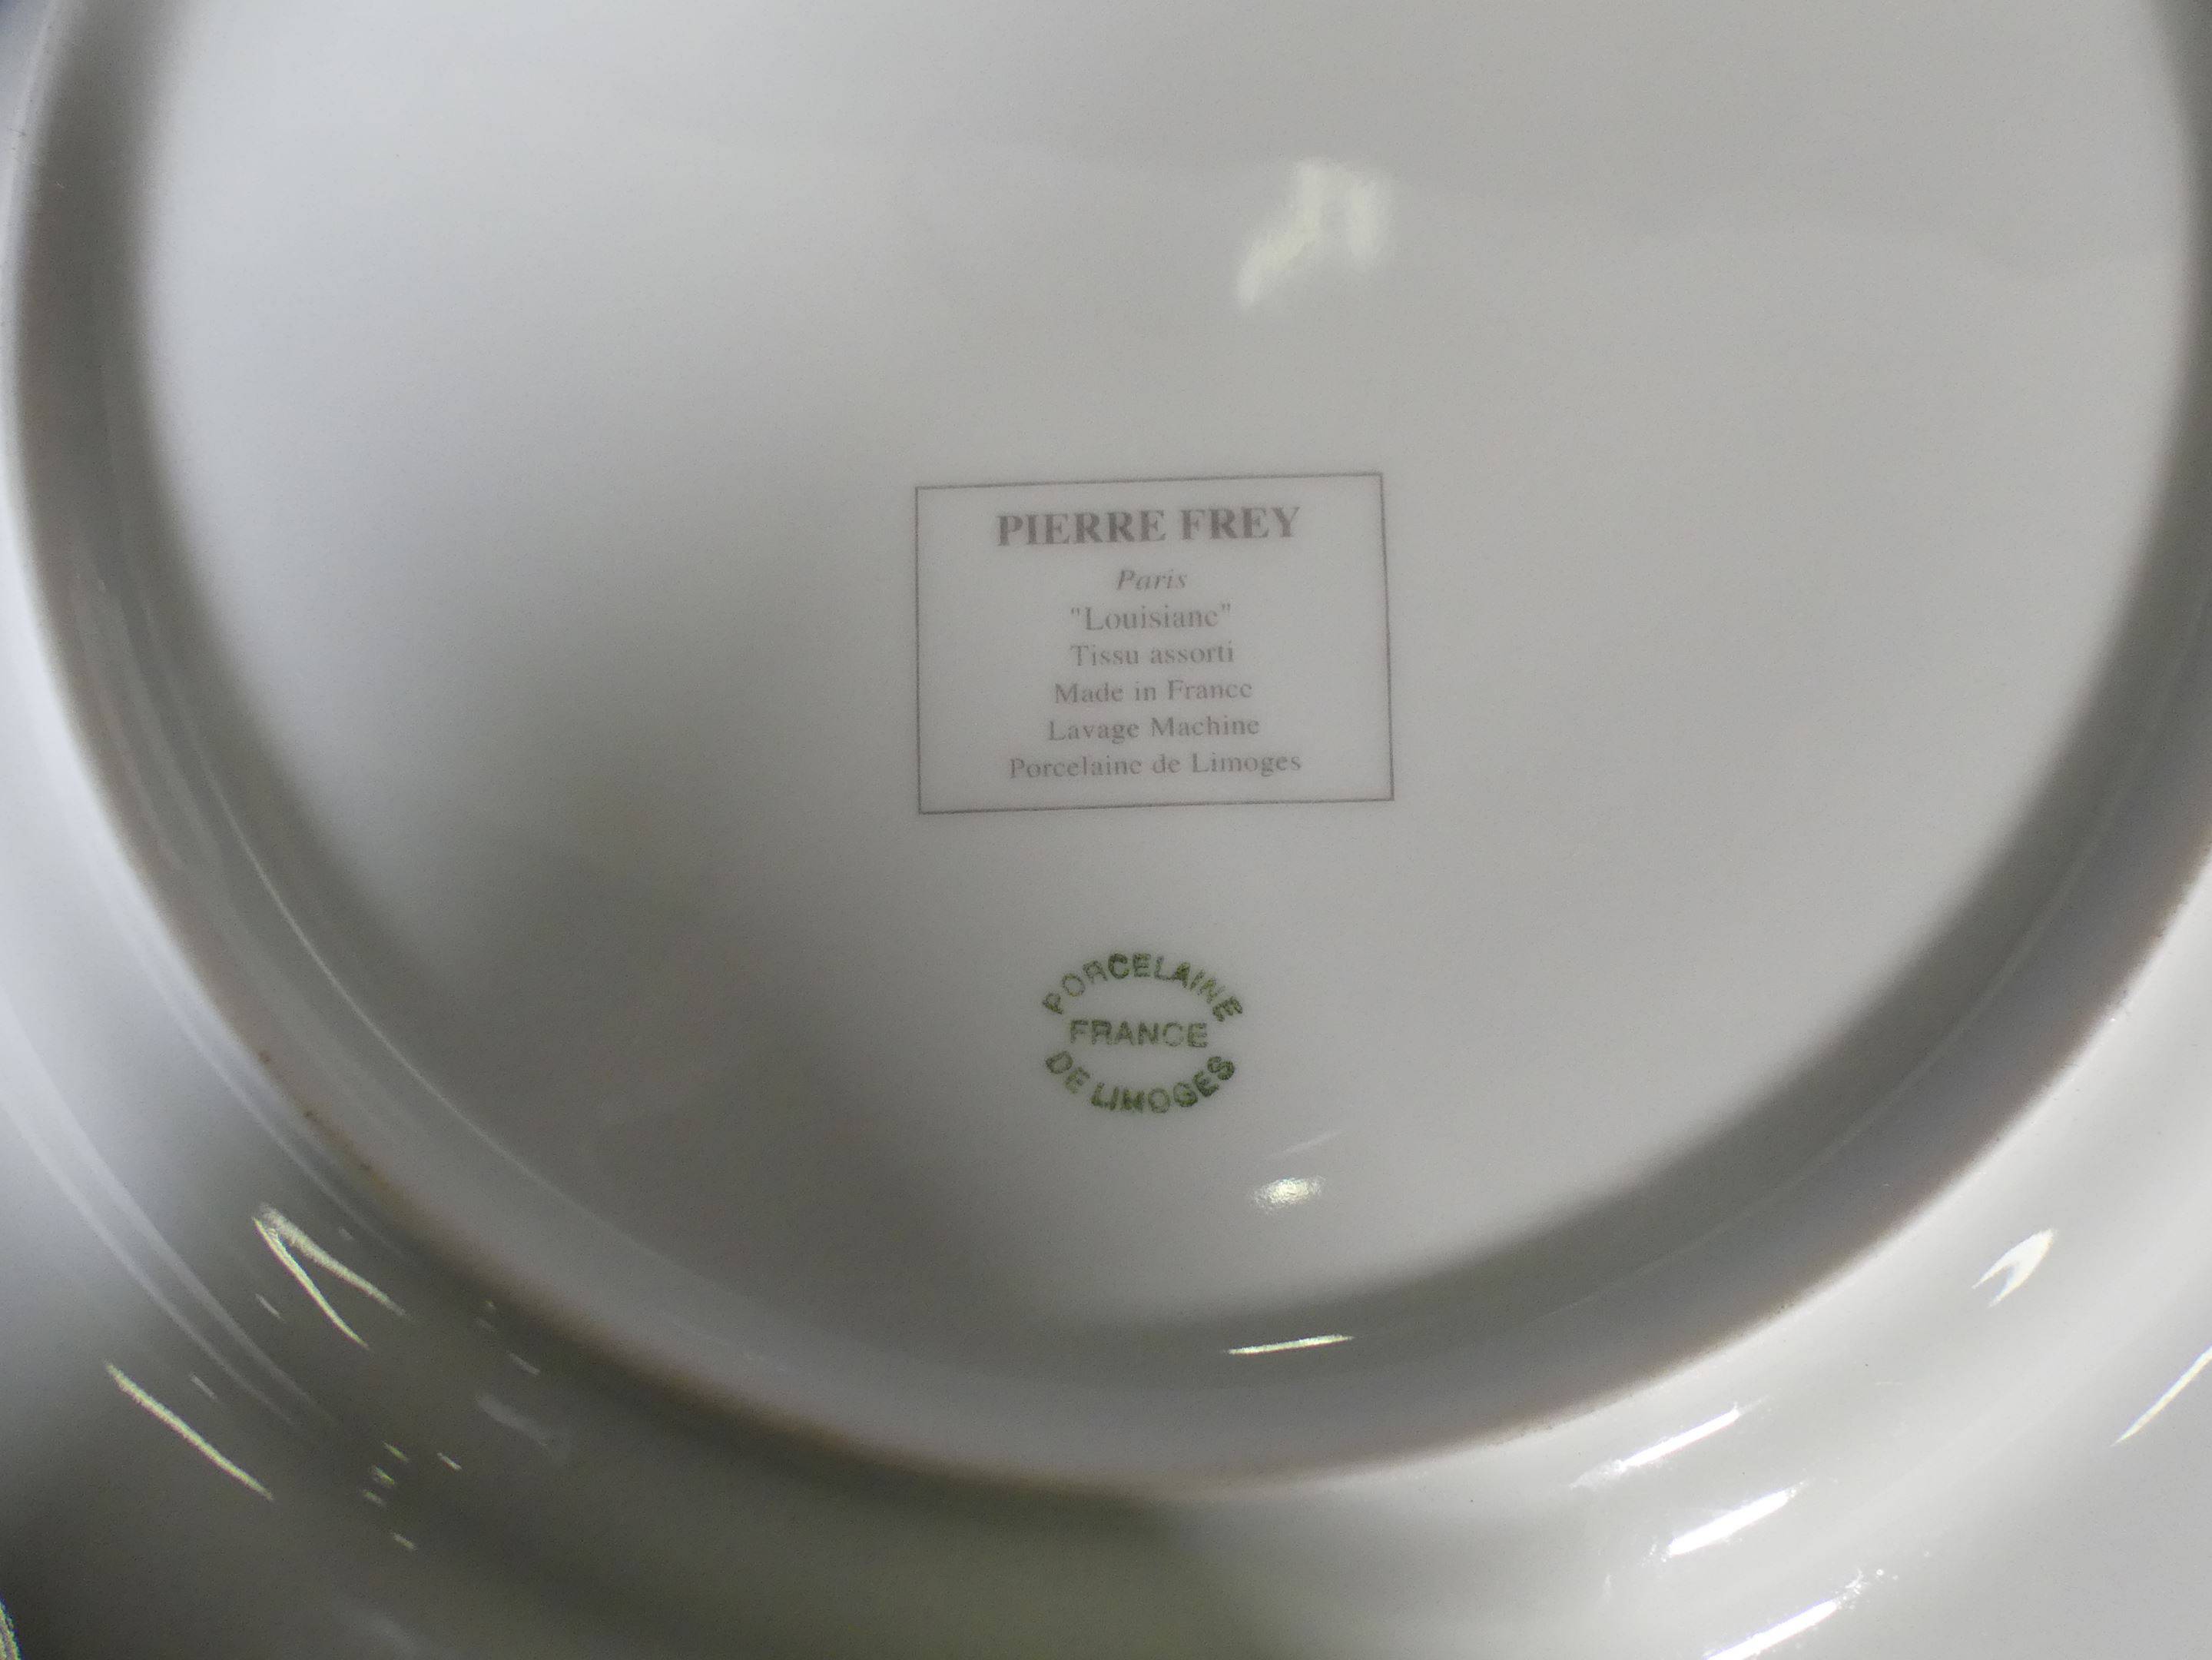 PIERRE FREY
Paris
"Louisiane"
Tissu assorti
Made in France
Lavage Machine
Porcelaine de Limoges
PORCELAINE
FRANCE
DE LIMOGES